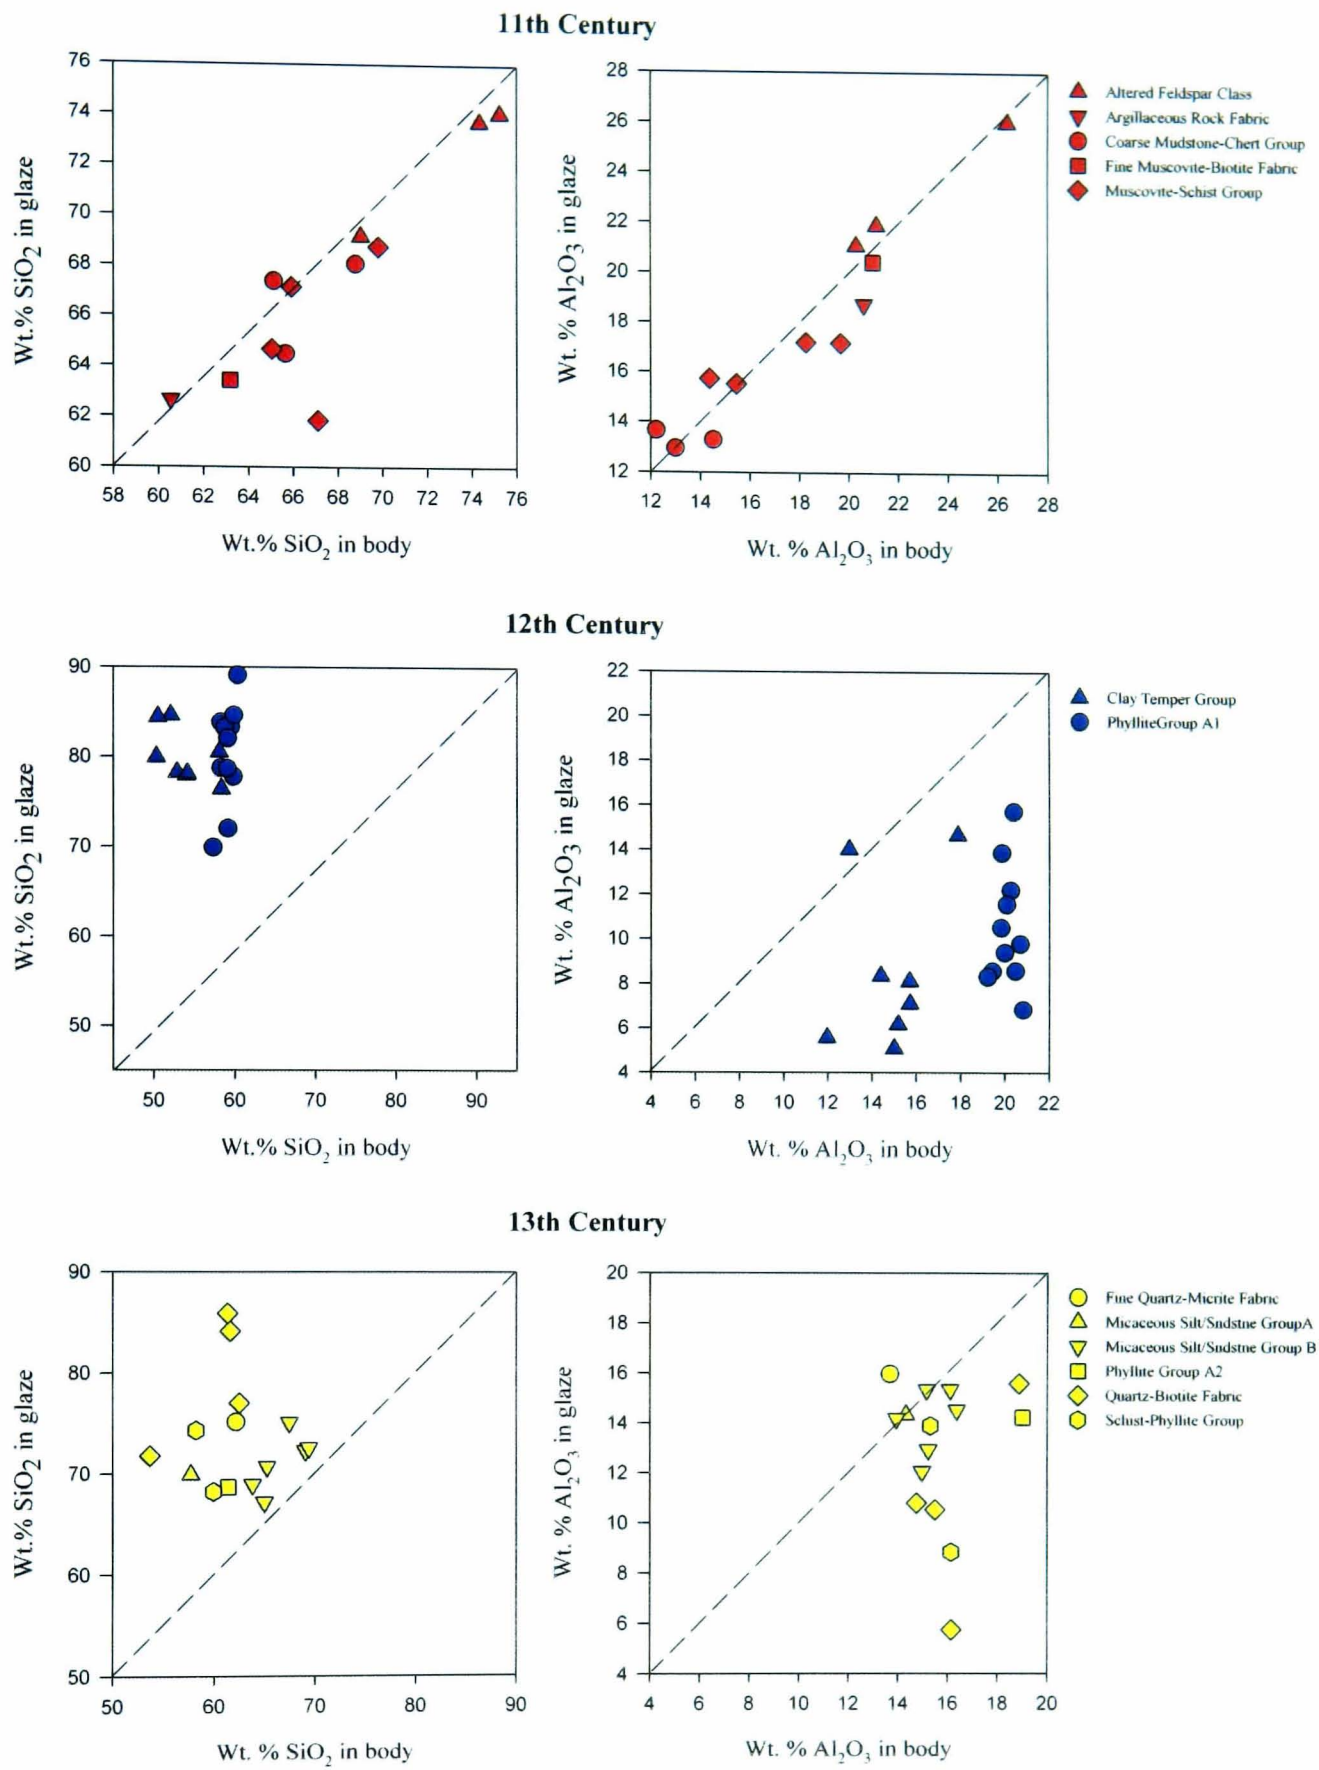 11th Century
76
74
72
70
68
66
64
62
60
Wt.% SiO2 in glaze
58 60 62 64 66 68 70 72 74 76
Wt.% SiO2 in body
28
26
24
22
20
18
16
14
12
Wt. % Al2O3 in glaze
12 14 16 18 20 22 24 26 28
Wt. % Al2O3 in body
Altered Feldspar Class
Argillaceous Rock Fabric
Coarse Mudstone-Chert Group
Fine Muscovite-Biotite Fabric
Muscovite-Schist Group
12th Century
90
80
70
60
50
Wt.% SiO2 in glaze
50 60 70 80 90
Wt.% SiO2 in body
22
20
18
16
14
12
10
8
6
4
Wt. % Al2O3 in glaze
4 6 8 10 12 14 16 18 20 22
Wt. % Al2O3 in body
Clay Temper Group
PhylliteGroup A1
13th Century
90
80
70
60
50
Wt.% SiO2 in glaze
50 60 70 80 90
Wt. % SiO2 in body
20
18
16
14
12
10
8
6
4
Wt. % Al2O3 in glaze
4 6 8 10 12 14 16 18 20
Wt. % Al2O3 in body
Fine Quartz-Micrite Fabric
Micaceous Silt/Sndstne GroupA
Micaceous Silt/Sndstne Group B
Phyllite Group A2
Quartz-Biotite Fabric
Schist-Phyllite Group